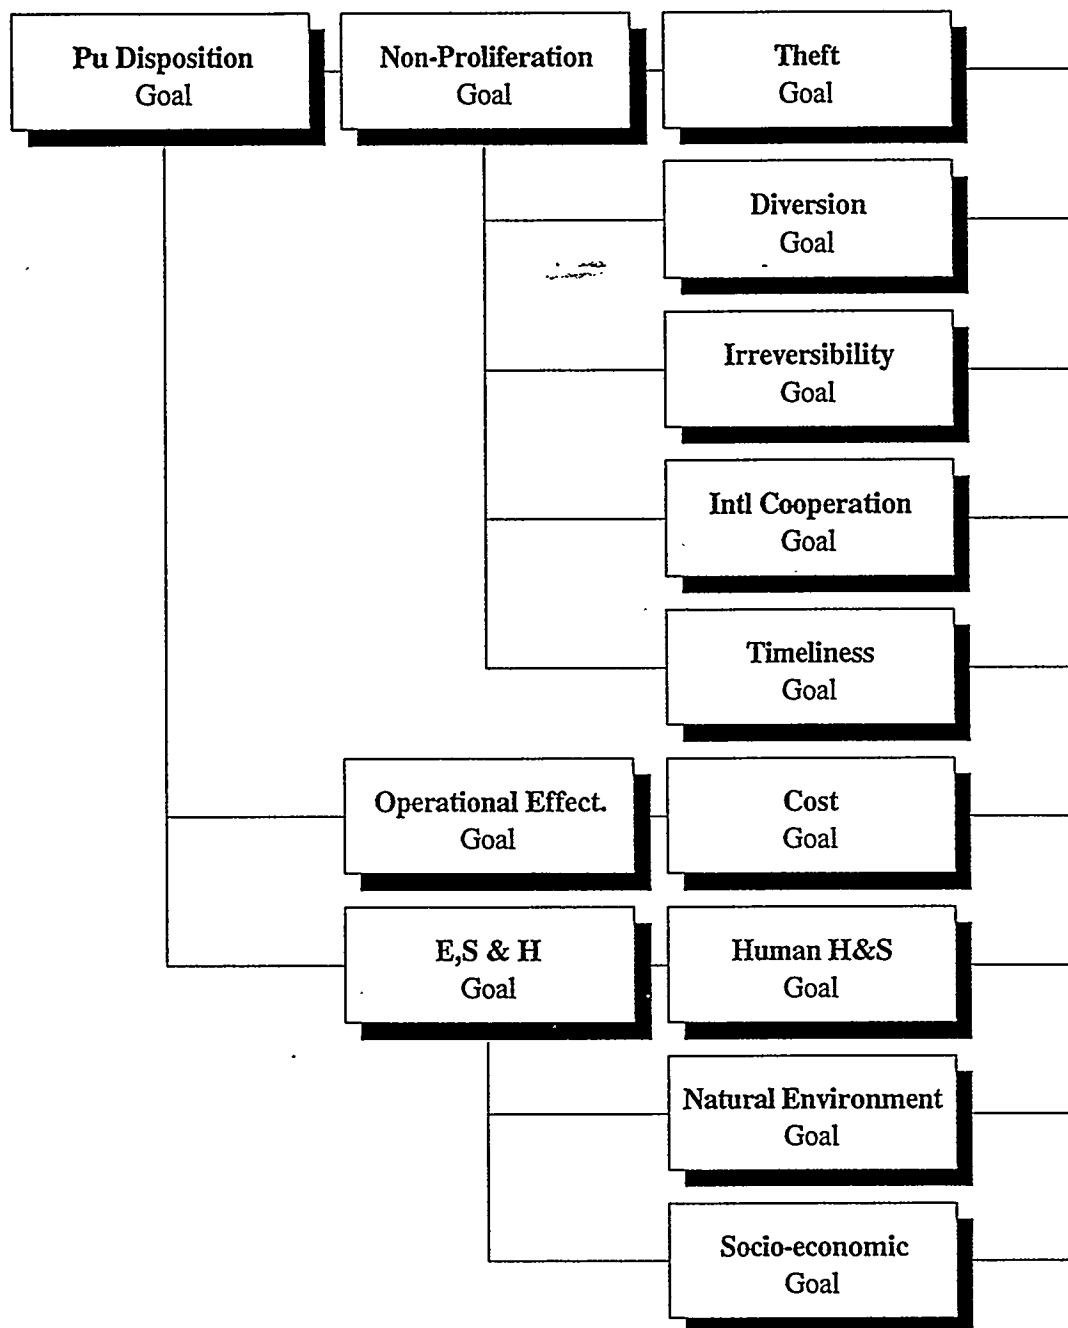 Pu Disposition
Goal
Non-Proliferation
Goal
Theft
Goal
Diversion
Goal
Irreversibility
Goal
Intl Cooperation
Goal
Timeliness
Goal
Operational Effect.
Goal
Cost
Goal
E,S & H
Goal
Human H&S
Goal
Natural Environment
Goal
Socio-economic
Goal